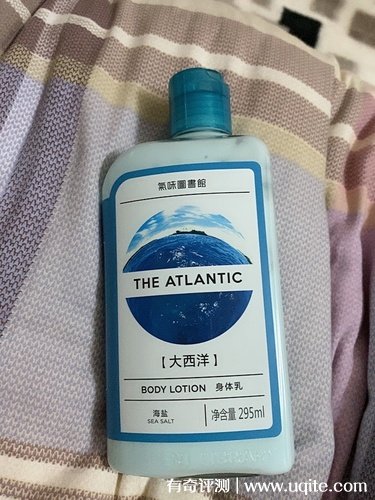 氣味圖書館
THE ATLANTIC
【大西洋】
BODY LOTION 身体乳
海盐
SEA SALT
净含量 295ml
有奇评测 | www.uqite.com